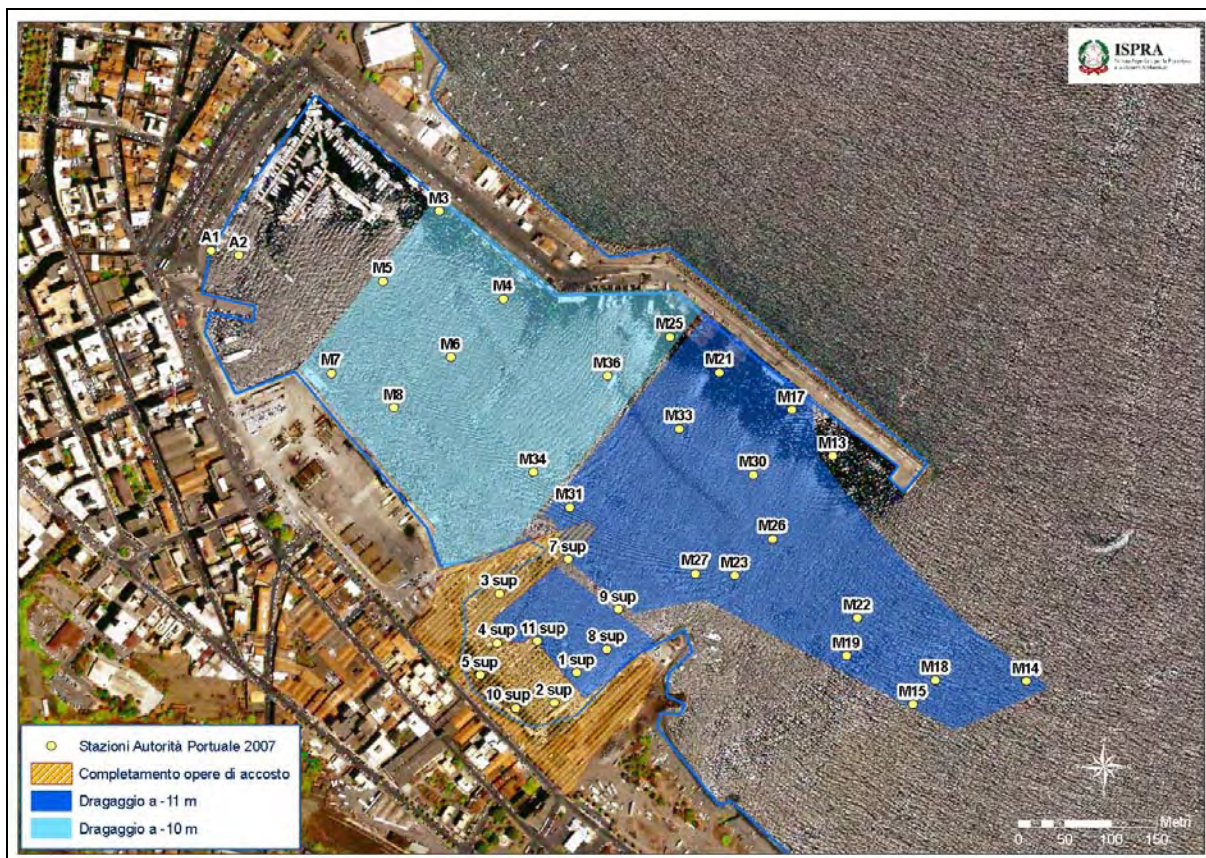 ISPRA
M3
A1
A2
M5
M4
M25
M6
M36
M21
M7
M8
M17
M33
M13
M30
M34
M31
M26
7 sup
M27
M23
3 sup
9 sup
M22
4 sup
11 sup
8 sup
M19
5 sup
1 sup
M18
M14
10 sup
2 sup
M15
Stazioni Autorità Portuale 2007
Completamento opere di accosto
Dragaggio a -11 m
Dragaggio a -10 m
Metri
0 50 100 150